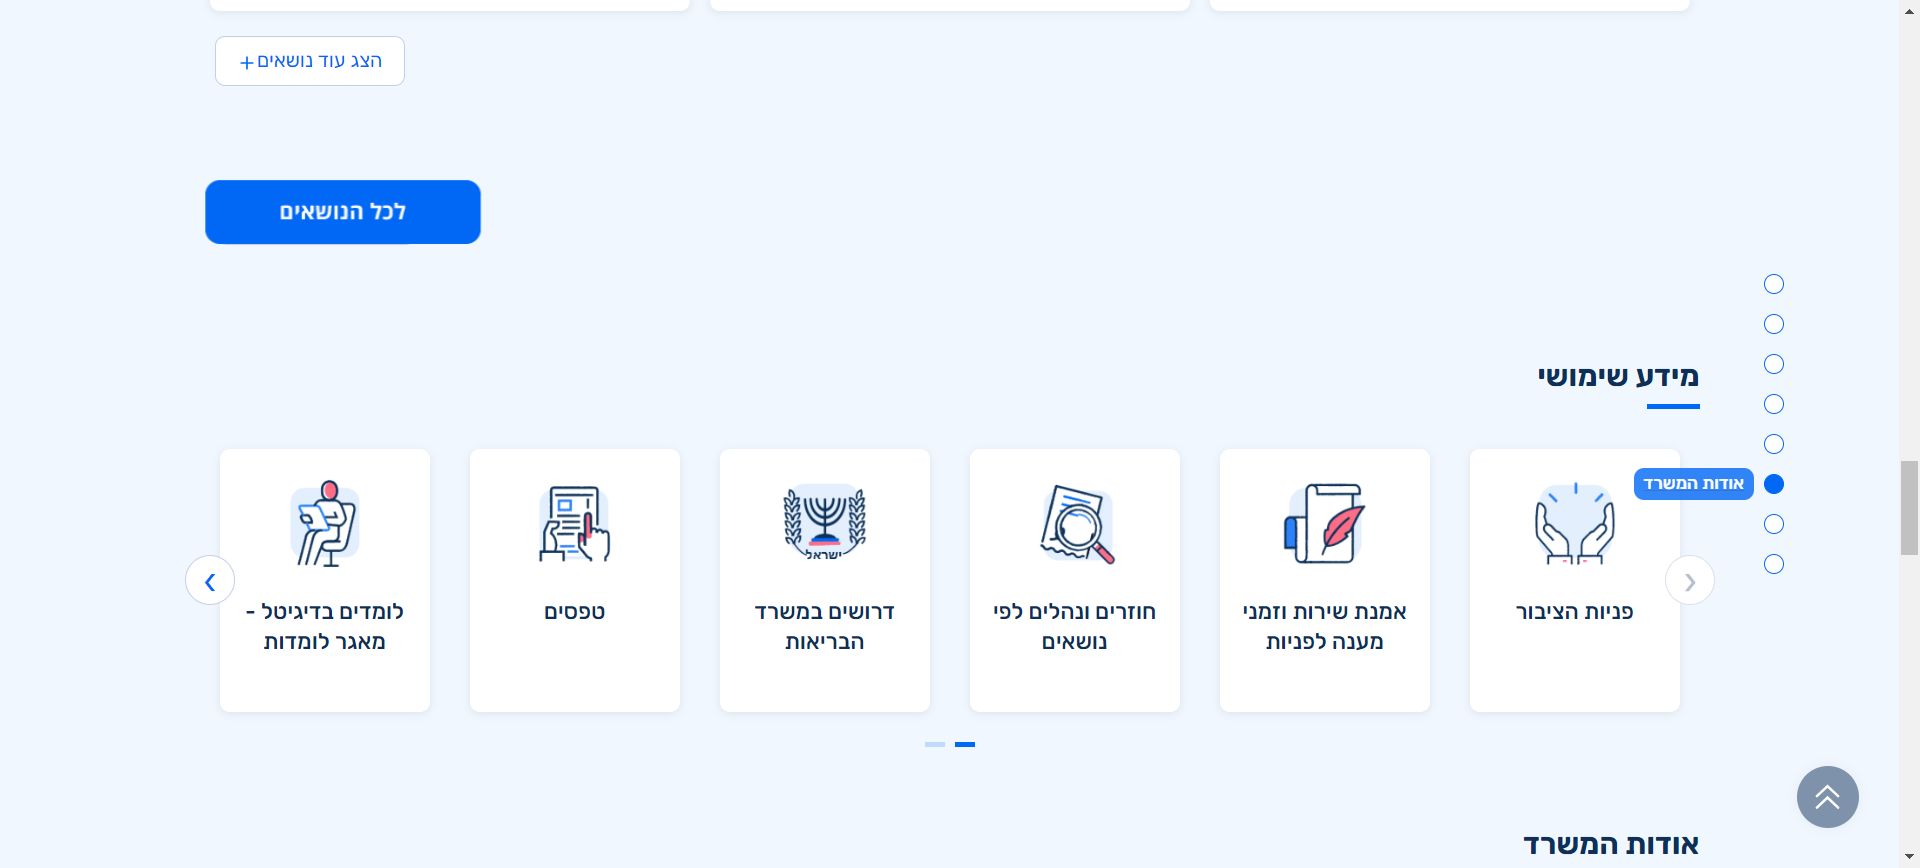 הצג עוד נושאים+
לכל הנושאים
מידע שימושי
אודות המשרד
פניות הציבור
אמנת שירות וזמני
מענה לפניות
חוזרים ונהלים לפי
נושאים
ישראל
דרושים במשרד
הבריאות
טפסים
לומדים בדיגיטל -
מאגר לומדות
אודות המשרד